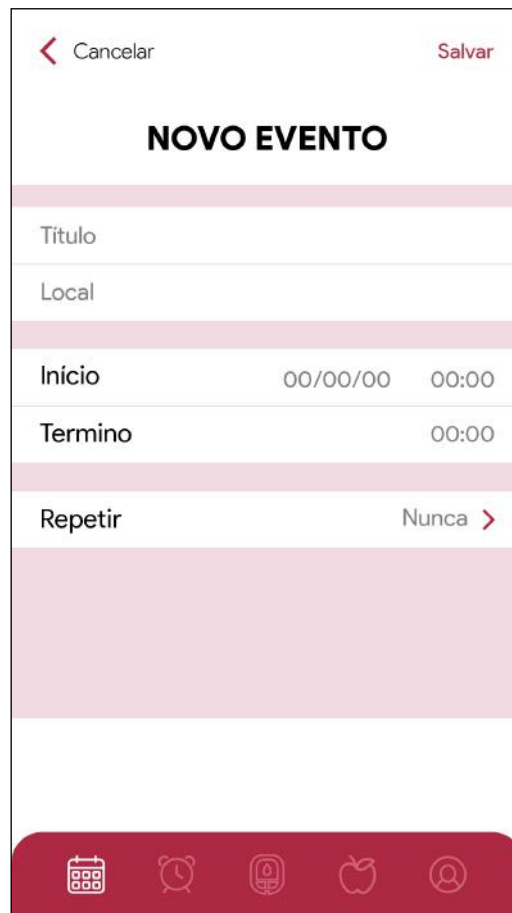 Cancelar Salvar
NOVO EVENTO
Título
Local
Início 00/00/00 00:00
Termino 00:00
Repetir Nunca